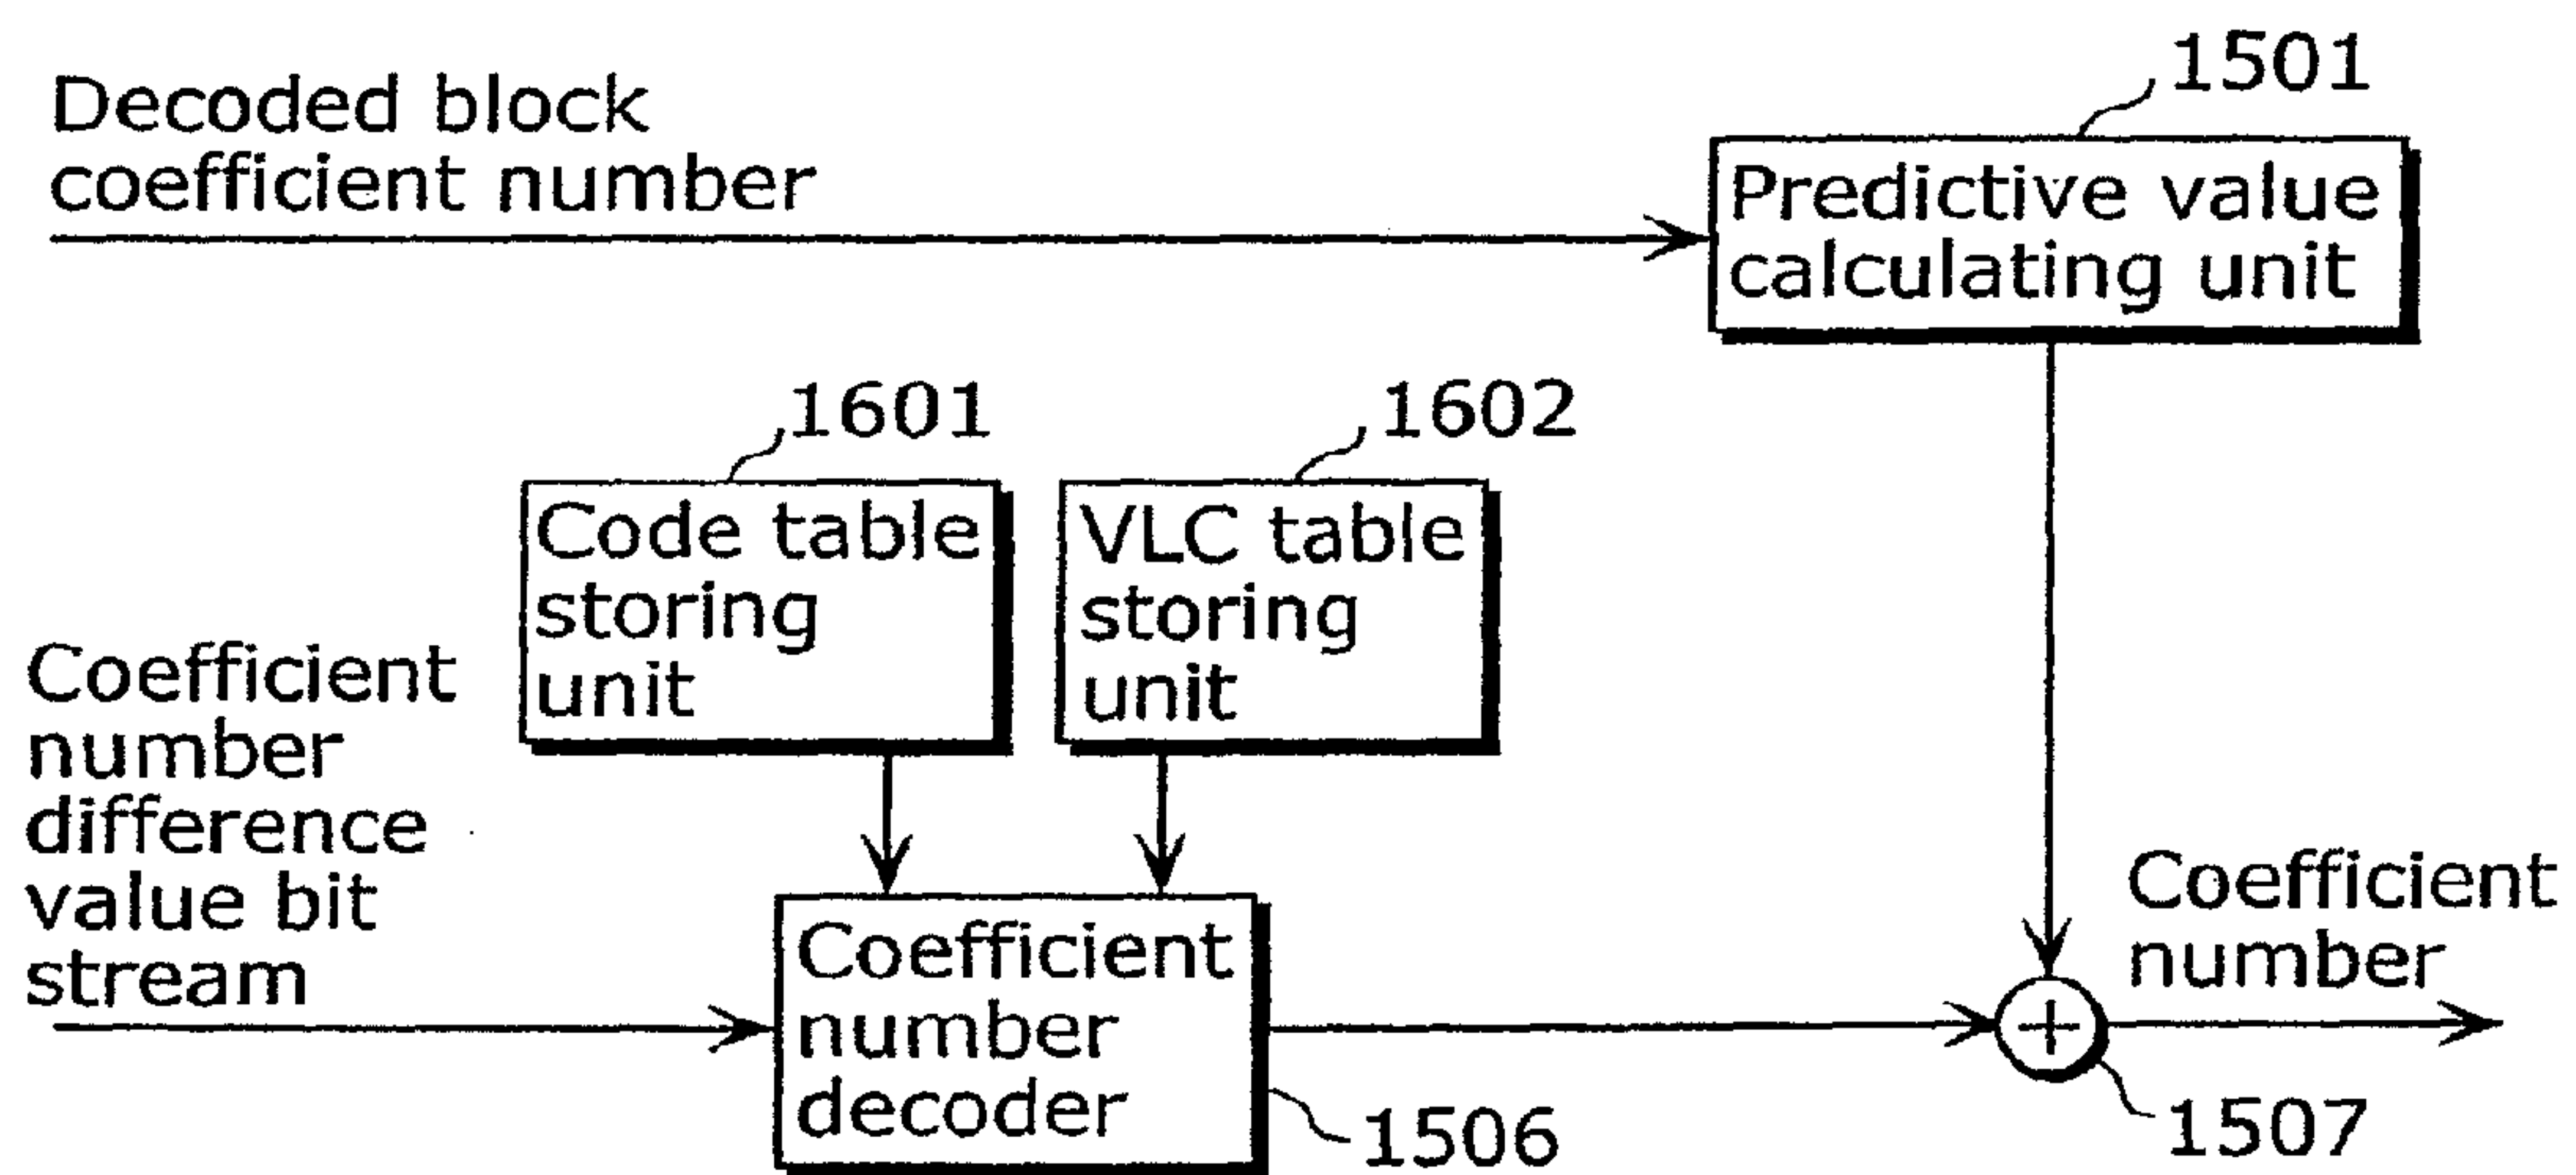 1501
Decoded block
coefficient number
Predictive value
calculating unit
1601
1602
Code table
storing
unit
VLC table
storing
unit
Coefficient
number
difference
value bit
stream
Coefficient
number
decoder
Coefficient
number
+
1506
1507